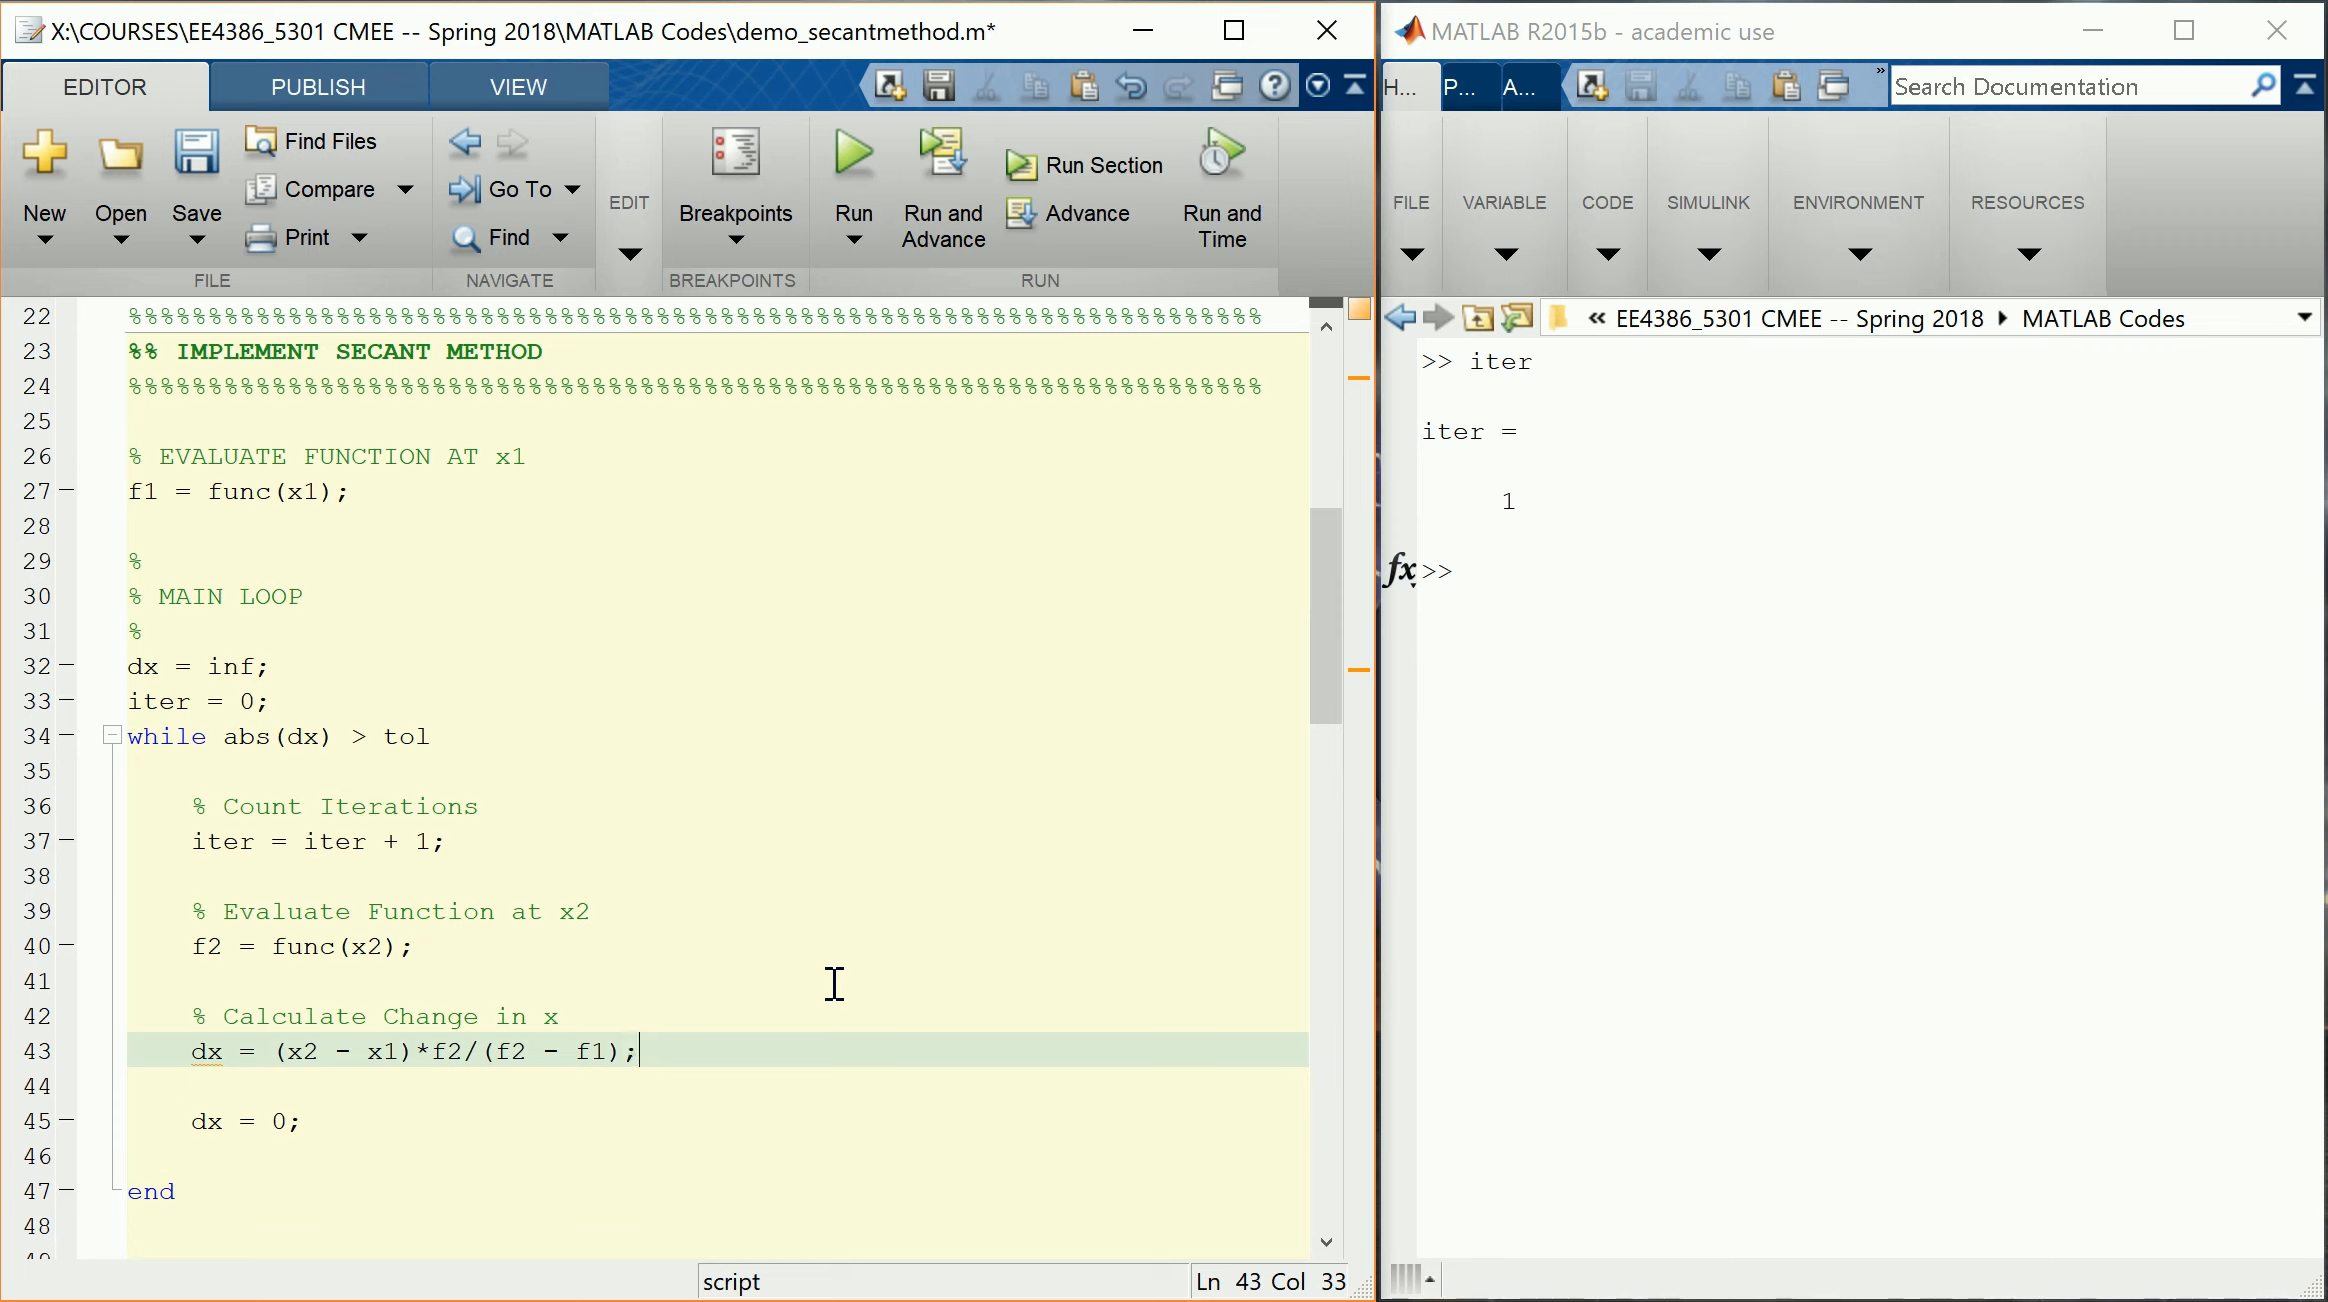 X:\COURSES\EE4386_5301 CMEE -- Spring 2018\MATLAB Codes\demo_secantmethod.m*
EDITOR PUBLISH VIEW
New Open Save
Find Files
Compare
Print
FILE
Go To
Find
NAVIGATE
EDIT
Breakpoints
BREAKPOINTS
Run
Run and Advance
Run Section
Advance
Run and Time
RUN
22 %%%%%%%%%%%%%%%%%%%%%%%%%%%%%%%%%%%%%%%%%%%%%%%%%%%%%%%%%%%%%%%%%%%%%%%
23 %% IMPLEMENT SECANT METHOD
24 %%%%%%%%%%%%%%%%%%%%%%%%%%%%%%%%%%%%%%%%%%%%%%%%%%%%%%%%%%%%%%%%%%%%%%%
25
26 % EVALUATE FUNCTION AT x1
27 – f1 = func(x1);
28
29 %
30 % MAIN LOOP
31 %
32 – dx = inf;
33 – iter = 0;
34 – while abs(dx) > tol
35
36 % Count Iterations
37 – iter = iter + 1;
38
39 % Evaluate Function at x2
40 – f2 = func(x2);
41
42 % Calculate Change in x
43 dx = (x2 - x1)*f2/(f2 - f1);
44
45 – dx = 0;
46
47 – end
48
script
Ln 43 Col 33
MATLAB R2015b - academic use
H... P... A... » Search Documentation
FILE VARIABLE CODE SIMULINK ENVIRONMENT RESOURCES
« EE4386_5301 CMEE -- Spring 2018 ▸ MATLAB Codes
>> iter
iter =
1
fx >>